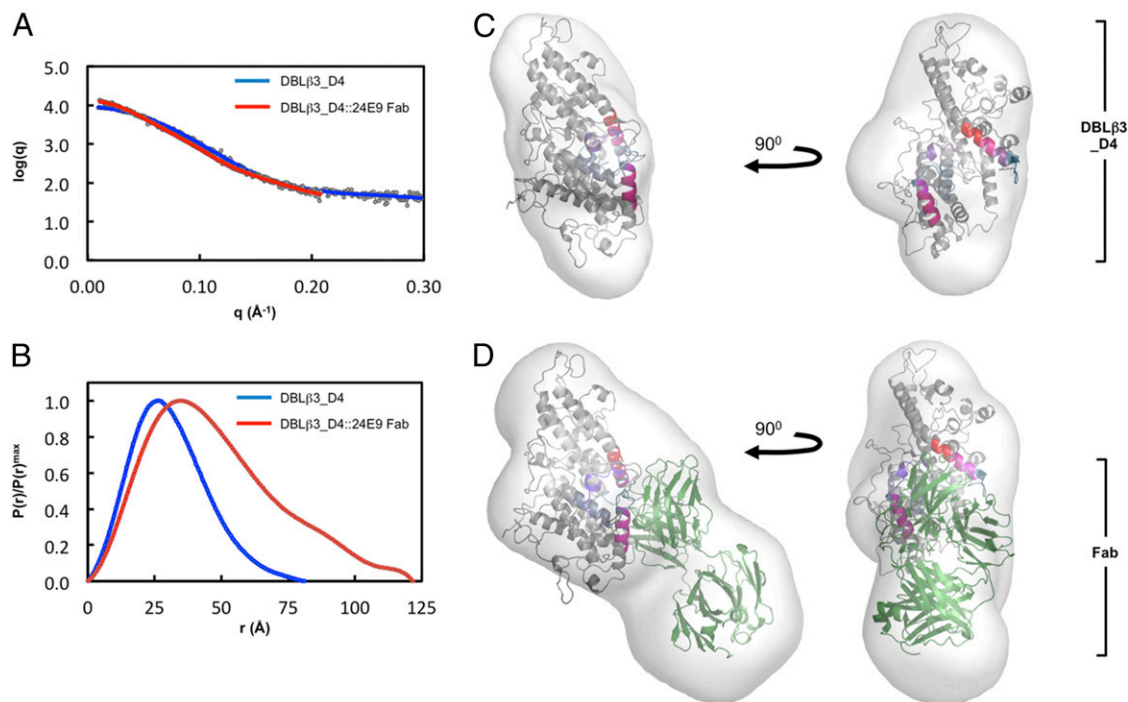 A
5.0
4.0
3.0
2.0
1.0
0.0
log(q)
DBLβ3_D4
DBLβ3_D4::24E9 Fab
0.00
0.10
0.20
0.30
q (Å⁻¹)
B
1.0
0.8
0.6
0.4
0.2
0.0
P(r)/P(r)ᵐᵃˣ
DBLβ3_D4
DBLβ3_D4::24E9 Fab
0
25
50
75
100
125
r (Å)
C
90⁰
DBLβ3
_D4
D
90⁰
Fab